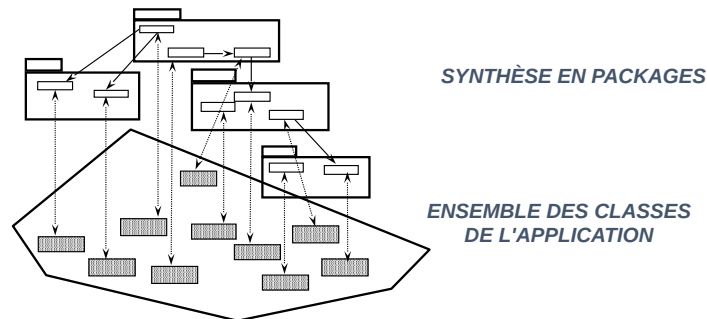 SYNTHÈSE EN PACKAGES
ENSEMBLE DES CLASSES
DE L'APPLICATION